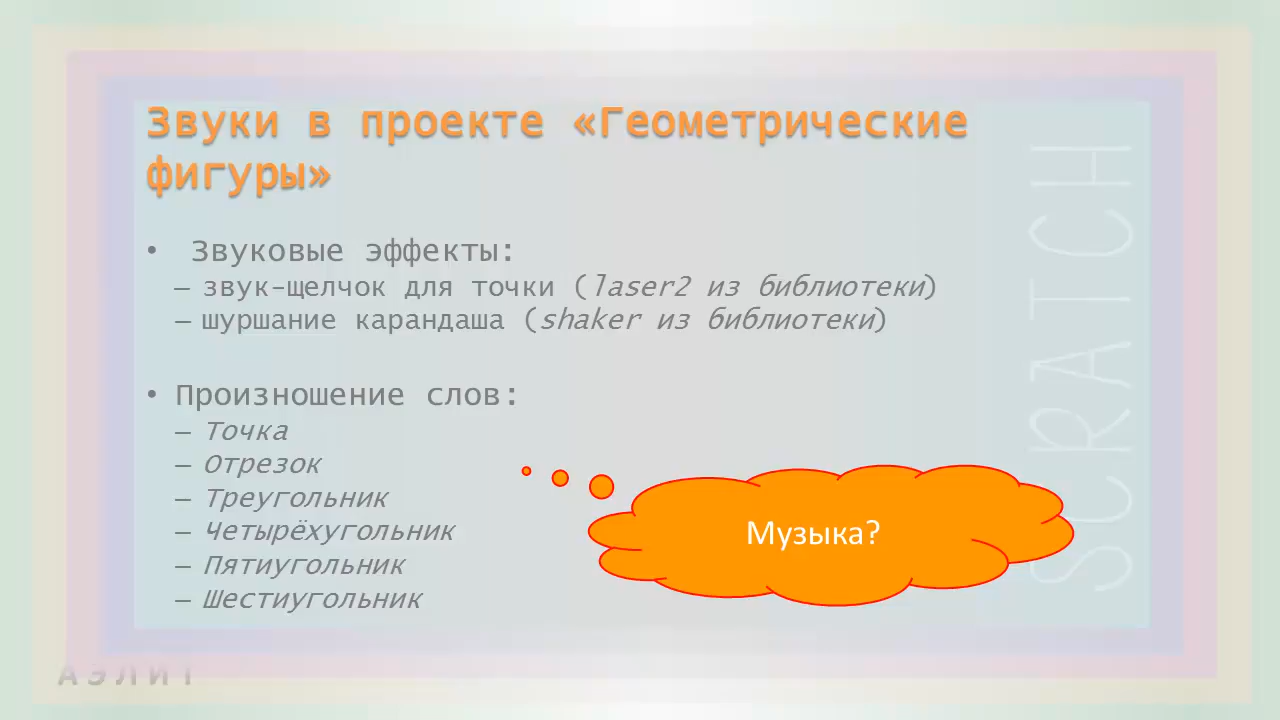 Звуки в проекте «Геометрические
фигуры»
• Звуковые эффекты:
– звук-щелчок для точки (laser2 из библиотеки)
– шуршание карандаша (shaker из библиотеки)
• Произношение слов:
– Точка
– Отрезок
– Треугольник
– Четырёхугольник
– Пятиугольник
– Шестиугольник
Музыка?
SCRATCH
АЭЛИТ